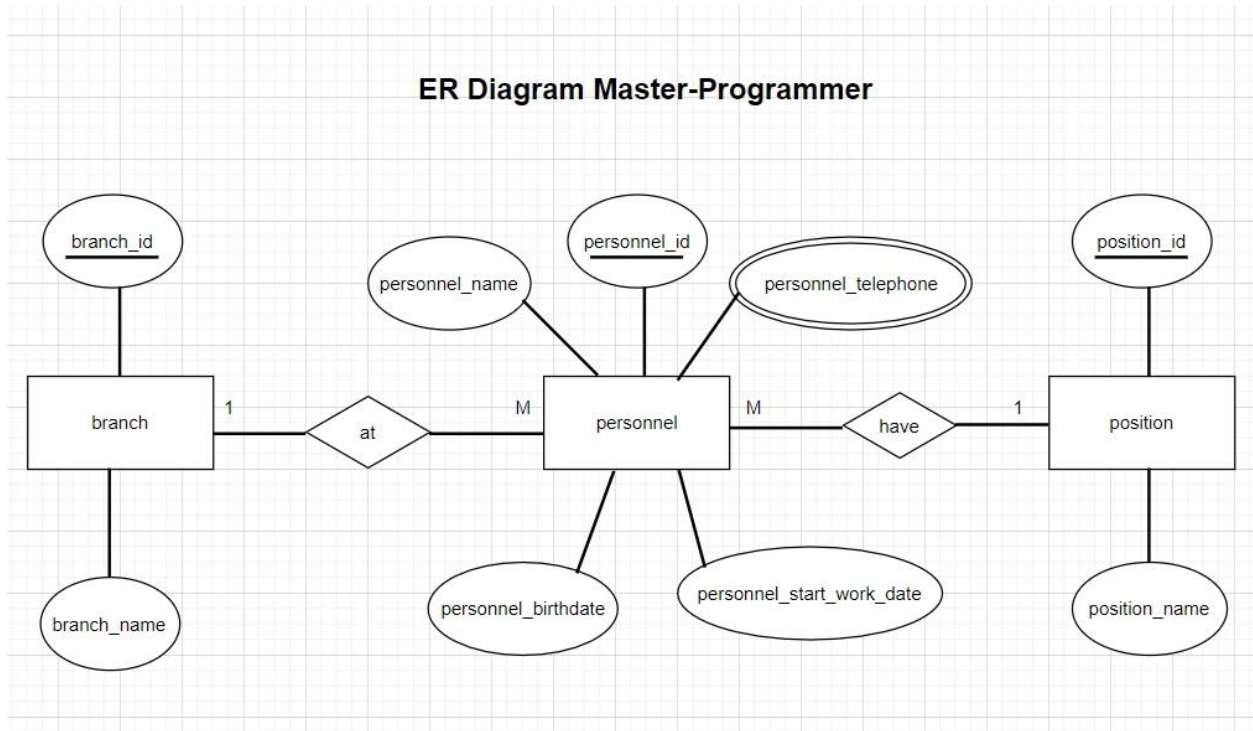 ER Diagram Master-Programmer
branch_id
personnel_name
personnel_id
personnel_telephone
position_id
branch
1
at
M
personnel
M
have
1
position
branch_name
personnel_birthdate
personnel_start_work_date
position_name